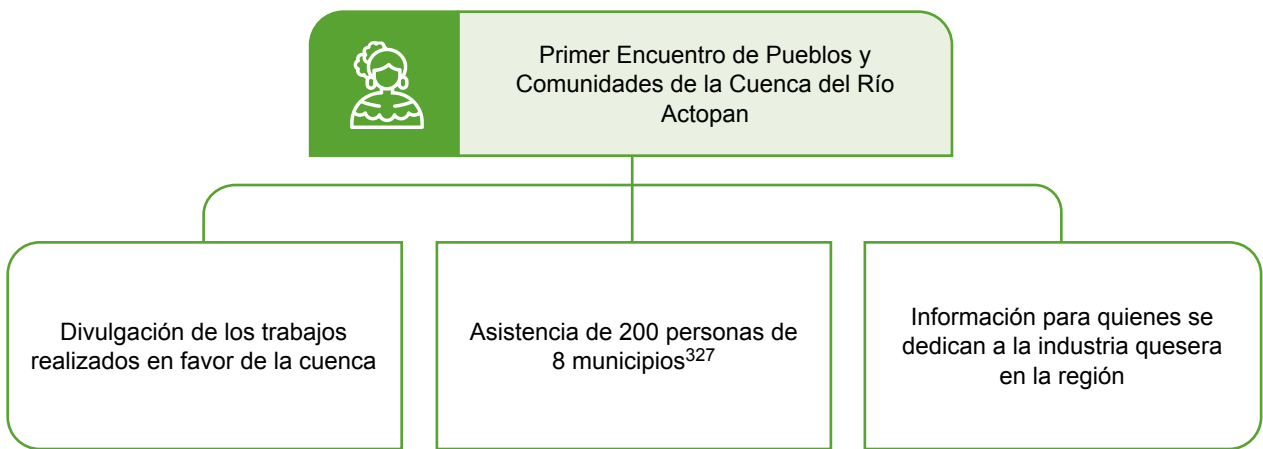 Primer Encuentro de Pueblos y
Comunidades de la Cuenca del Río
Actopan
Divulgación de los trabajos
realizados en favor de la cuenca
Asistencia de 200 personas de
8 municipios327
Información para quienes se
dedican a la industria quesera
en la región